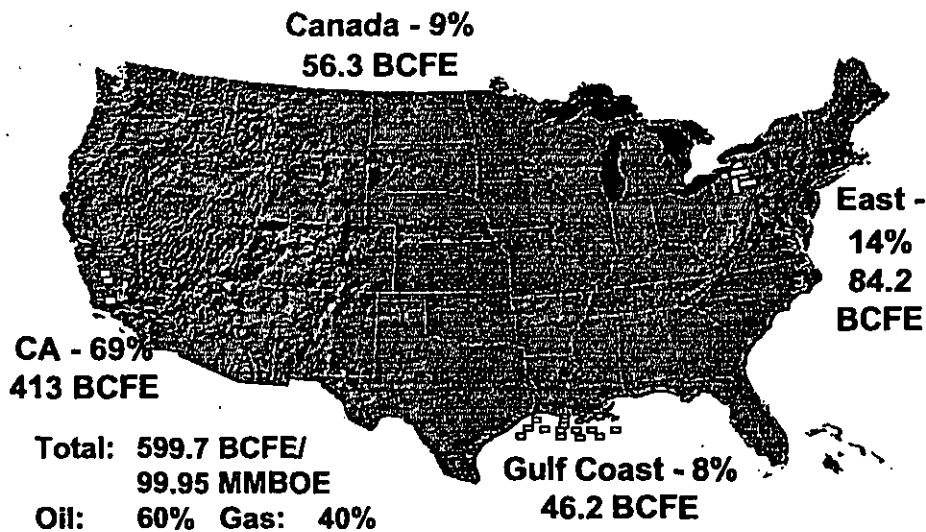 Canada - 9%
56.3 BCFE
East -
14%
84.2
BCFE
CA - 69%
413 BCFE
Gulf Coast - 8%
46.2 BCFE
Total: 599.7 BCFE/
99.95 MMBOE
Oil: 60% Gas: 40%